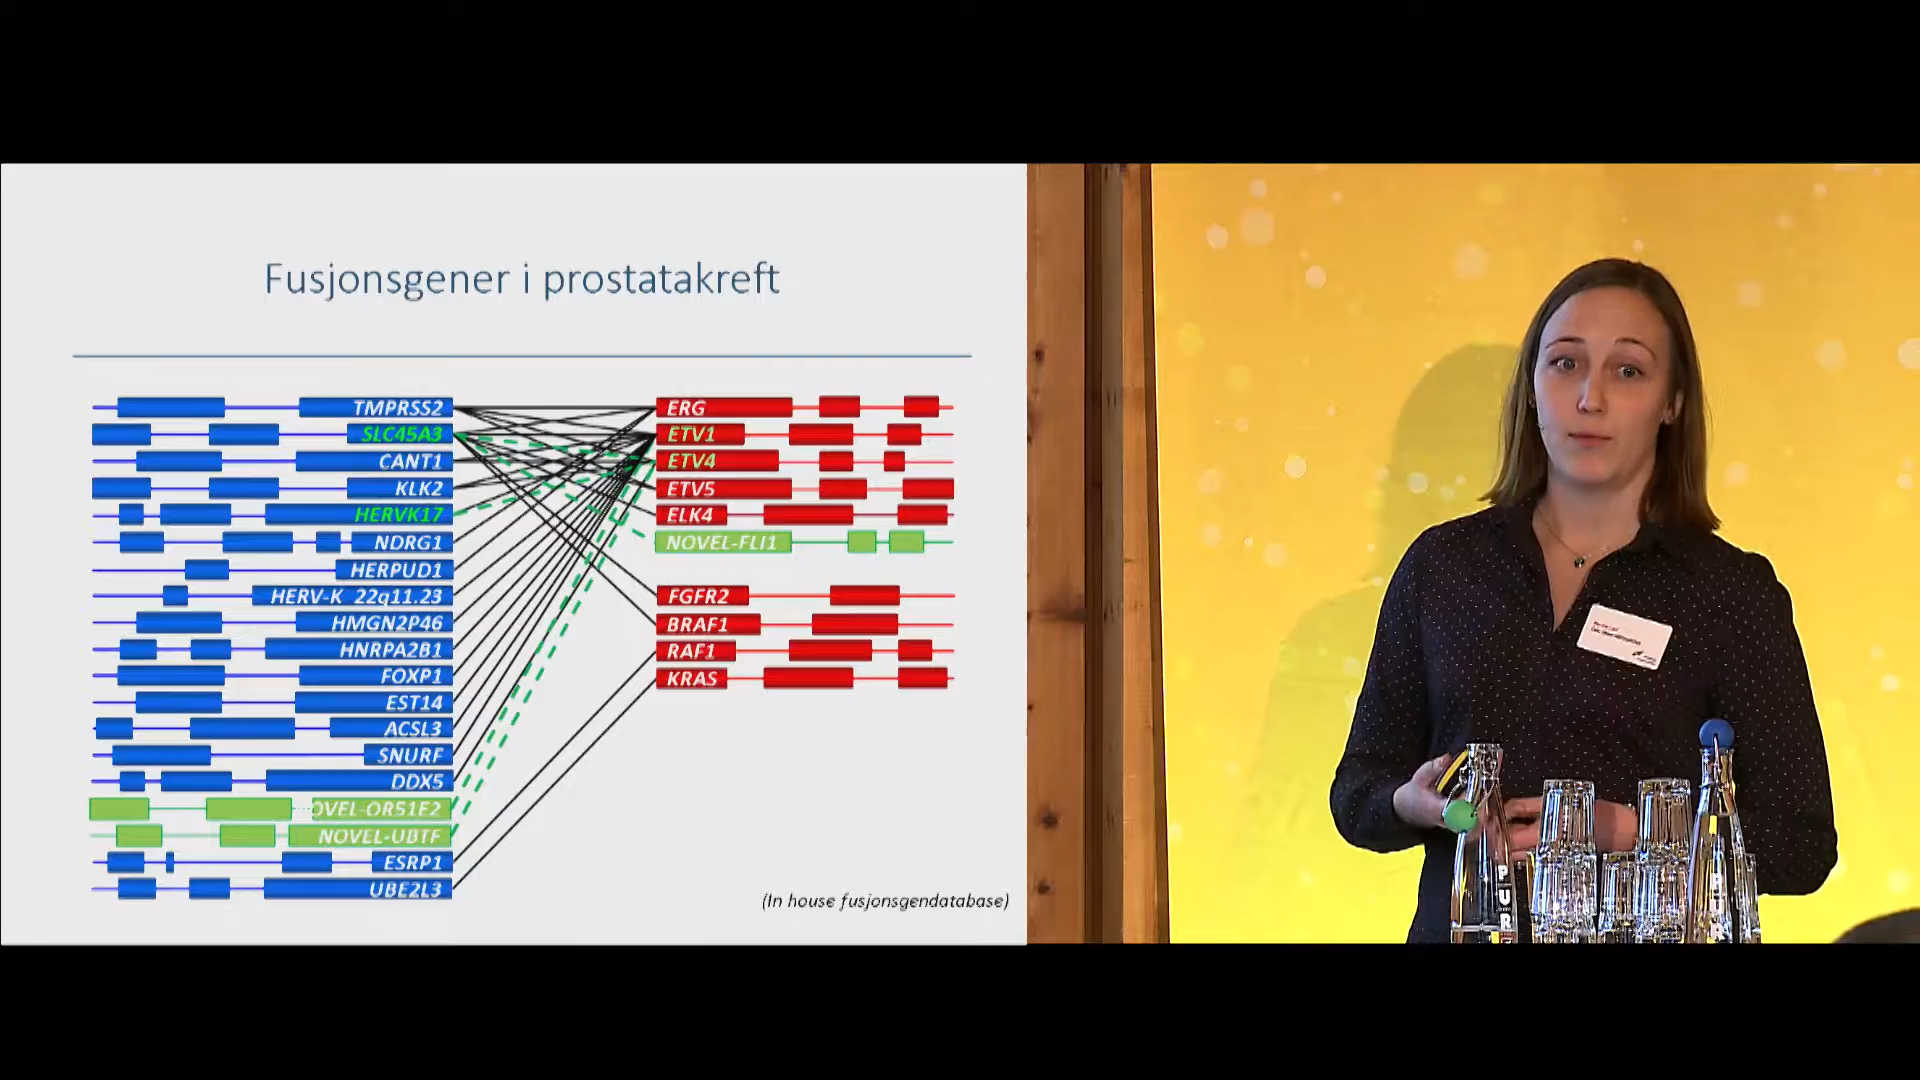 Fusjonsgener i prostatakreft
TMPRSS2
SLC45A3
CANT1
KLK2
HERVK17
NDRG1
HERPUD1
HERV-K 22q11.23
HMGN2P46
HNRPA2B1
FOXP1
EST14
ACSL3
SNURF
DDX5
OVEL-OR51E2
NOVEL-UBTF
ESRP1
UBE2L3
ERG
ETV1
ETV4
ETV5
ELK4
NOVEL-FLI1
FGFR2
BRAF1
RAF1
KRAS
(In house fusjonsgendatabase)
PUR